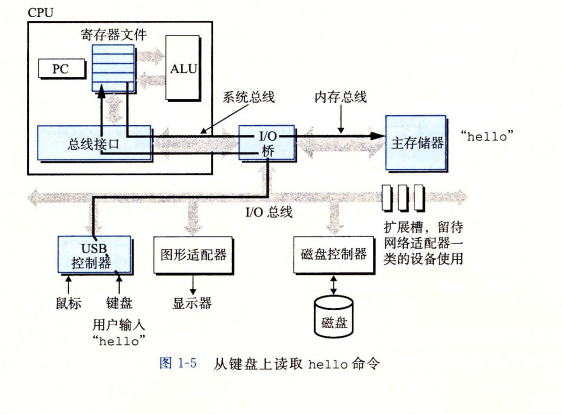 CPU
寄存器文件
PC
ALU
系统总线
内存总线
总线接口
I/O
桥
主存储器
"hello"
I/O 总线
扩展槽，留待
网络适配器一
类的设备使用
USB
控制器
图形适配器
磁盘控制器
鼠标
键盘
显示器
磁盘
用户输入
"hello"
图 1-5 从键盘上读取 hello 命令